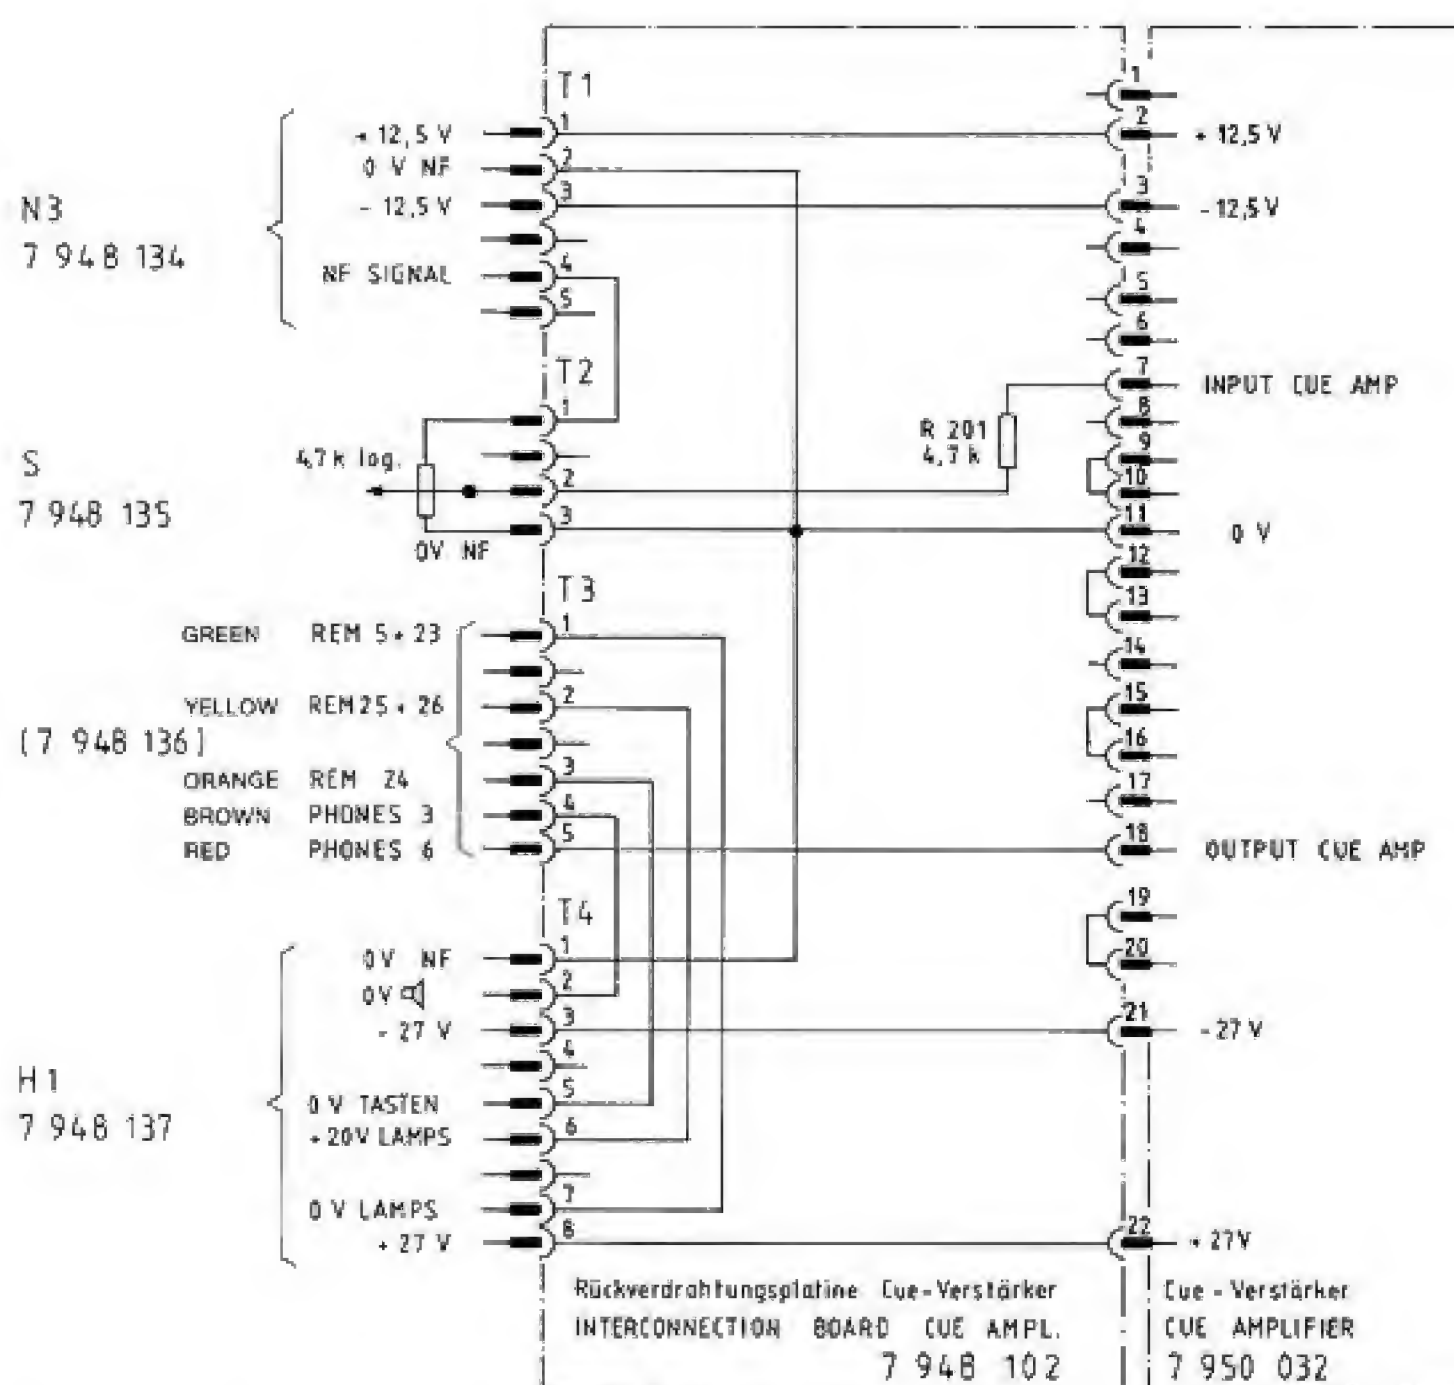 T1
1
1
+ 12,5 V
2
+ 12,5 V
0 V NF
2
- 12,5 V
3
3
- 12,5 V
N3
7 948 134
4
NF SIGNAL
4
5
5
6
T2
7
INPUT CUE AMP
1
8
R 201
4,7 k
9
4,7 k log.
2
10
S
7 948 135
3
11
0 V
0V NF
12
T3
13
GREEN REM 5 + 23
1
14
YELLOW REM 25 + 26
2
15
(7 948 136)
16
ORANGE REM 24
3
17
BROWN PHONES 3
4
RED PHONES 6
5
18
OUTPUT CUE AMP
T4
19
0V NF
1
20
0V
2
- 27 V
3
21
- 27 V
4
H1
7 948 137
0 V TASTEN
5
+ 20V LAMPS
6
0 V LAMPS
7
+ 27 V
8
22
+ 27V
Rückverdrahtungsplatine Cue-Verstärker
INTERCONNECTION BOARD CUE AMPL.
7 948 102
Cue - Verstärker
CUE AMPLIFIER
7 950 032